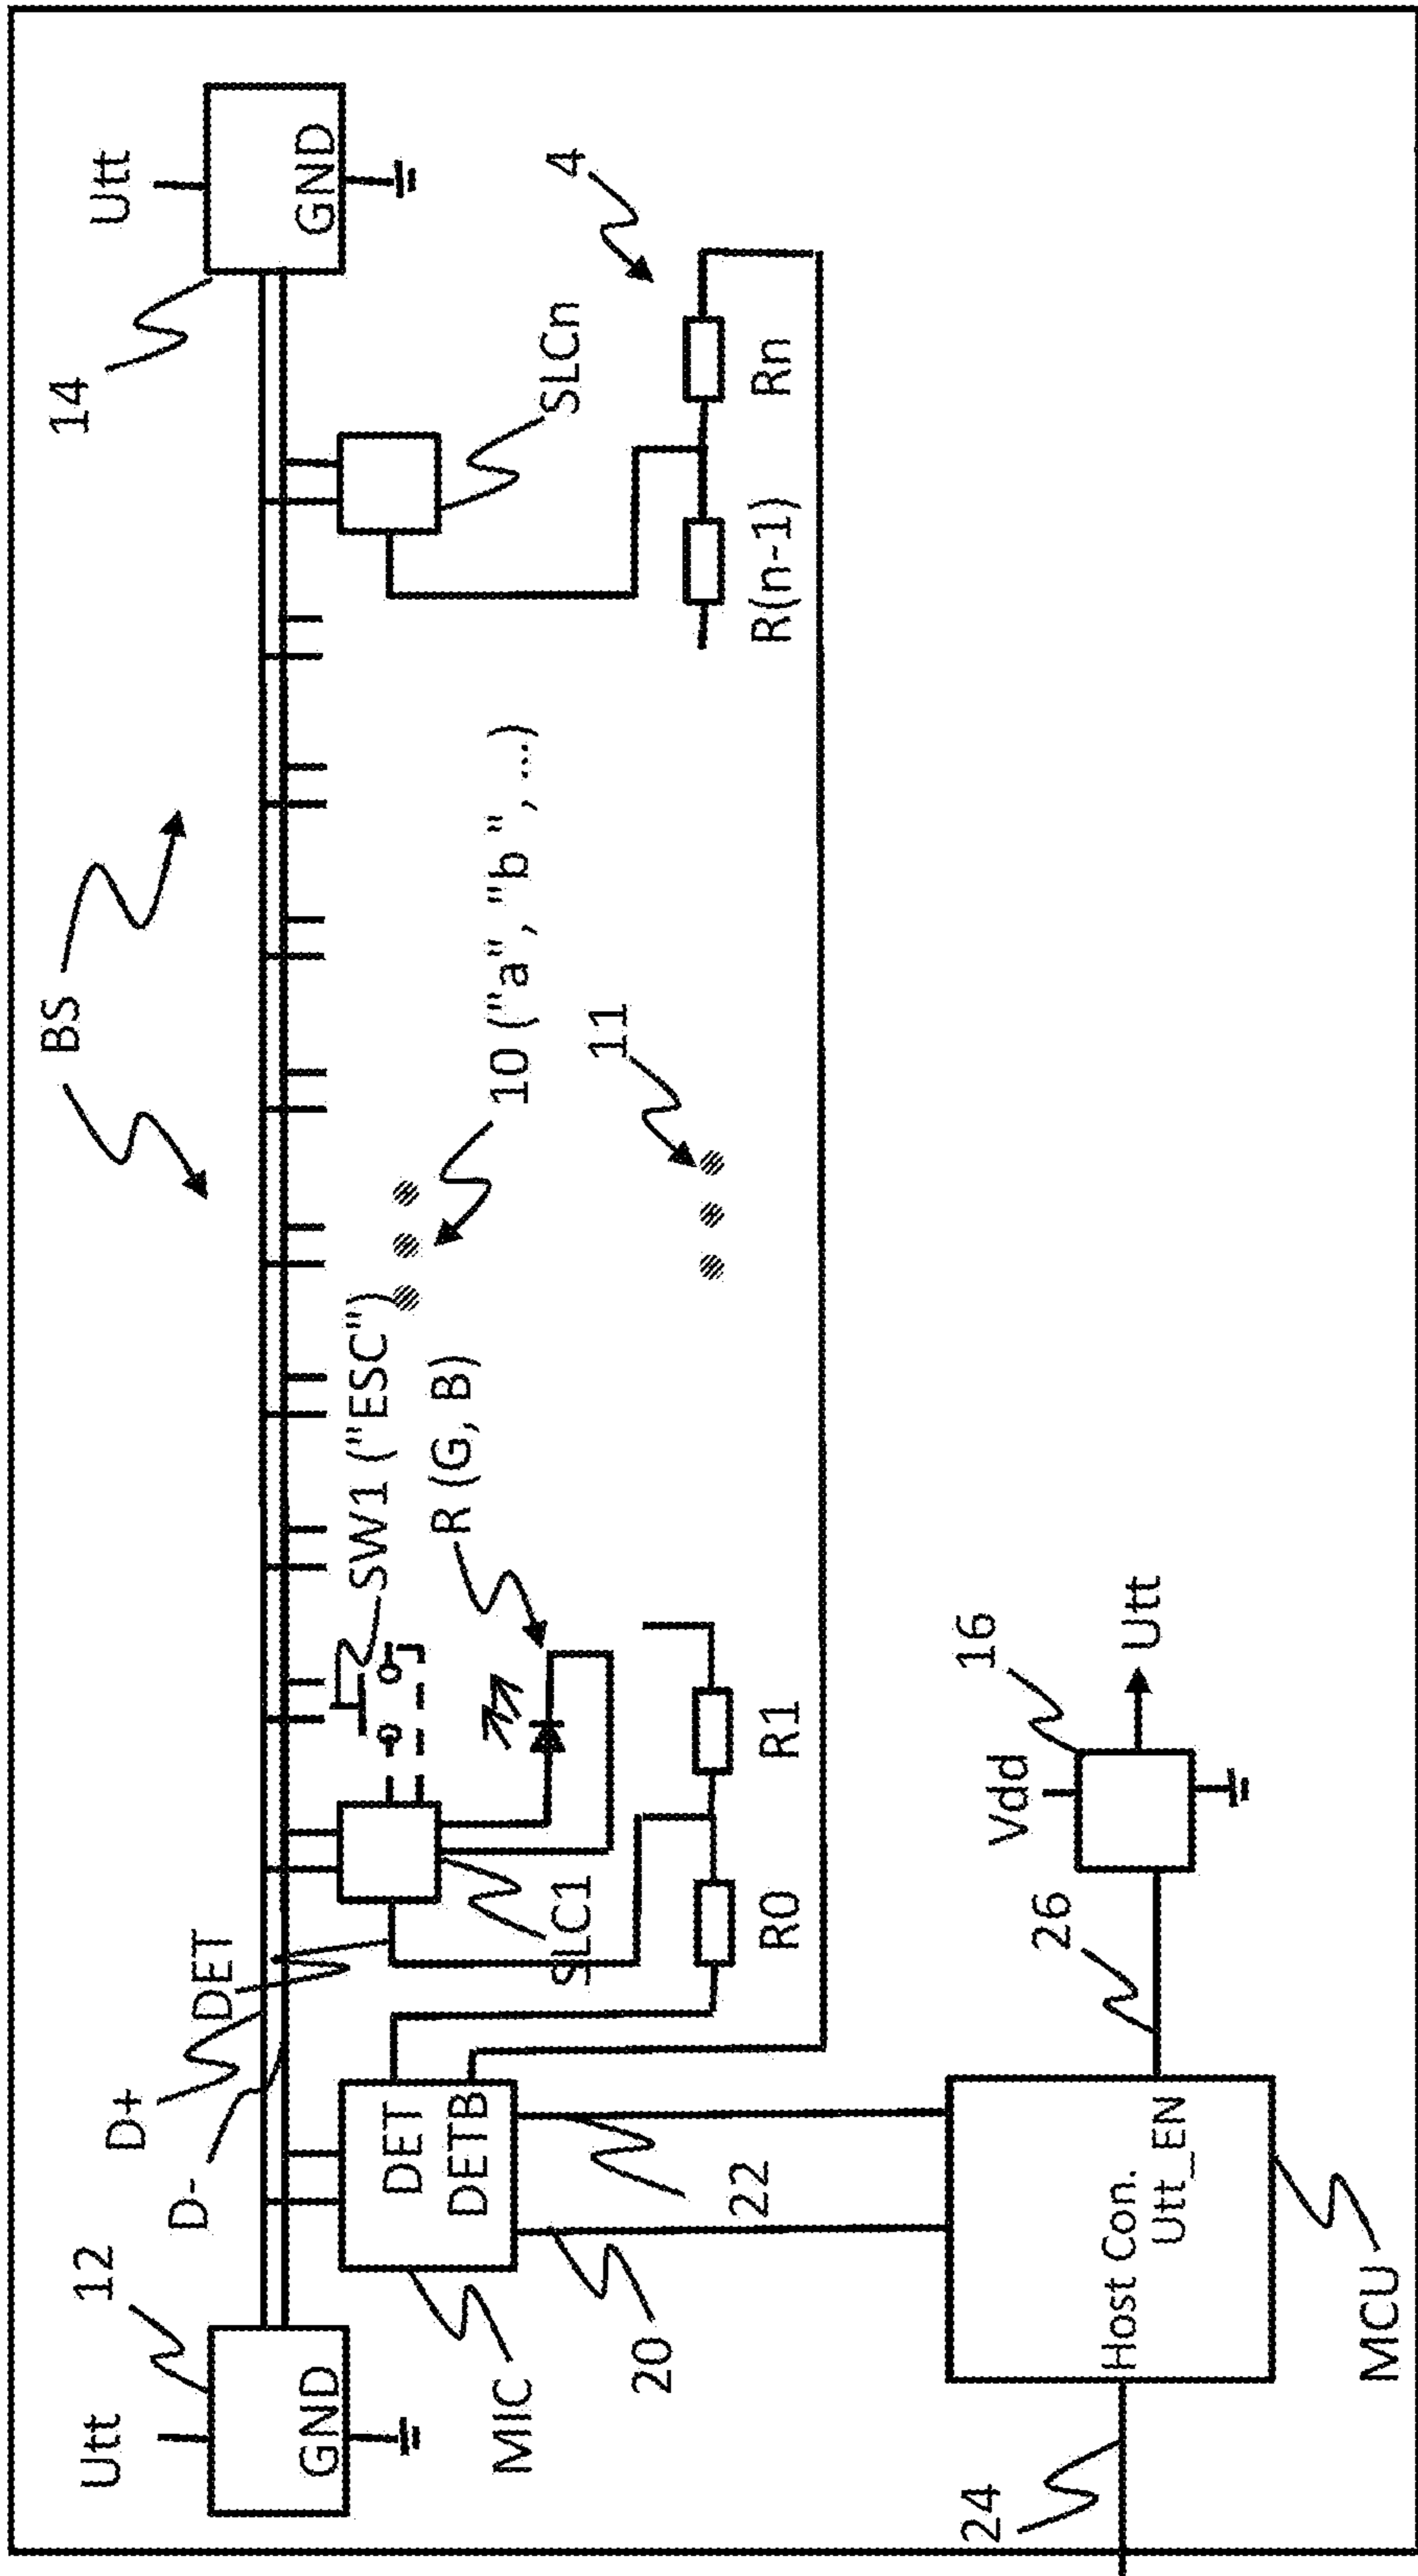 BS
Utt
12
D-
D+
DET
14
Utt
GND
GND
SW1 ("ESC")
R (G, B)
10 ("a", "b", ...)
SLCn
4
DET
DETB
MIIC
SLC1
11
20
22
R0
R1
R(n-1)
Rn
24
Host Con.
Utt_EN
MCU
26
Vdd
16
Utt